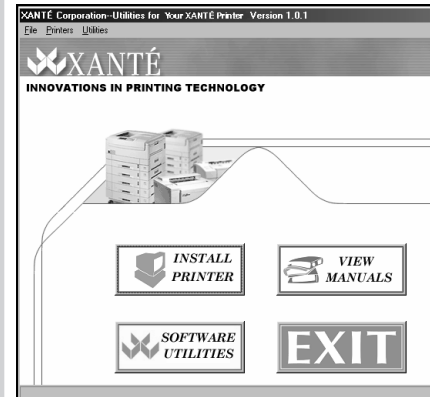 XANTÉ Corporation--Utilities for Your XANTÉ Printer Version 1.0.1
File Printers Utilities
XANTÉ
INNOVATIONS IN PRINTING TECHNOLOGY
INSTALL
PRINTER
VIEW
MANUALS
SOFTWARE
UTILITIES
EXIT